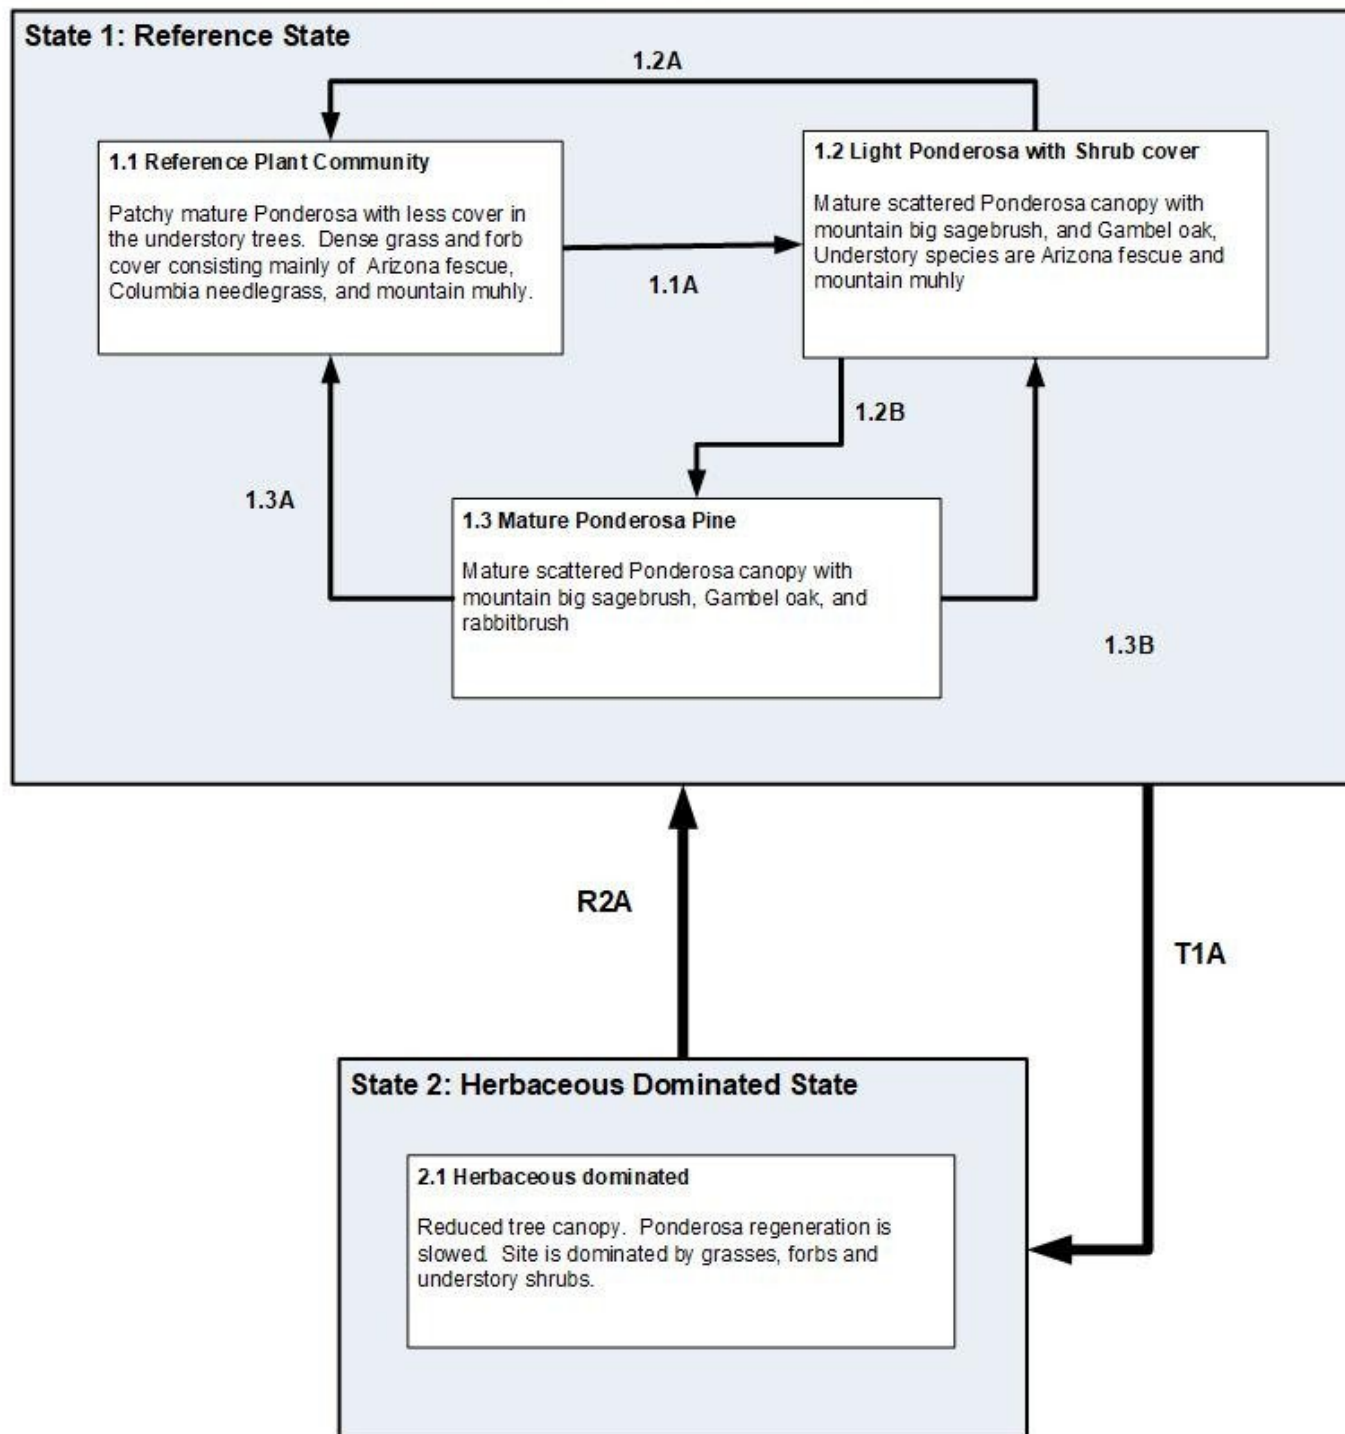 State 1: Reference State
1.2A
1.1 Reference Plant Community
Patchy mature Ponderosa with less cover in
the understory trees. Dense grass and forb
cover consisting mainly of Arizona fescue,
Columbia needlegrass, and mountain muhly.
1.1A
1.2 Light Ponderosa with Shrub cover
Mature scattered Ponderosa canopy with
mountain big sagebrush, and Gambel oak,
Understory species are Arizona fescue and
mountain muhly
1.2B
1.3A
1.3 Mature Ponderosa Pine
Mature scattered Ponderosa canopy with
mountain big sagebrush, Gambel oak, and
rabbitbrush
1.3B
R2A
T1A
State 2: Herbaceous Dominated State
2.1 Herbaceous dominated
Reduced tree canopy. Ponderosa regeneration is
slowed. Site is dominated by grasses, forbs and
understory shrubs.